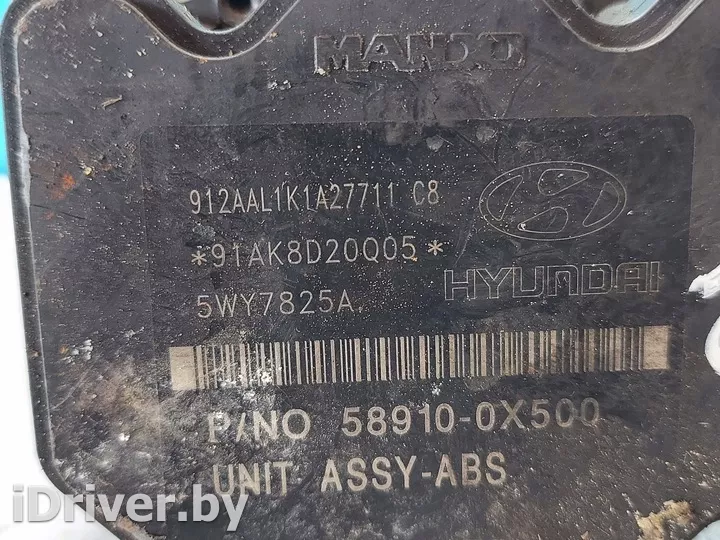 MANDO
912AAL1K1A27711 C8
*91AK8D20Q05*
5WY7825A
HYUNDAI
P/NO 58910-0X500
UNIT ASSY-ABS
iDriver.by